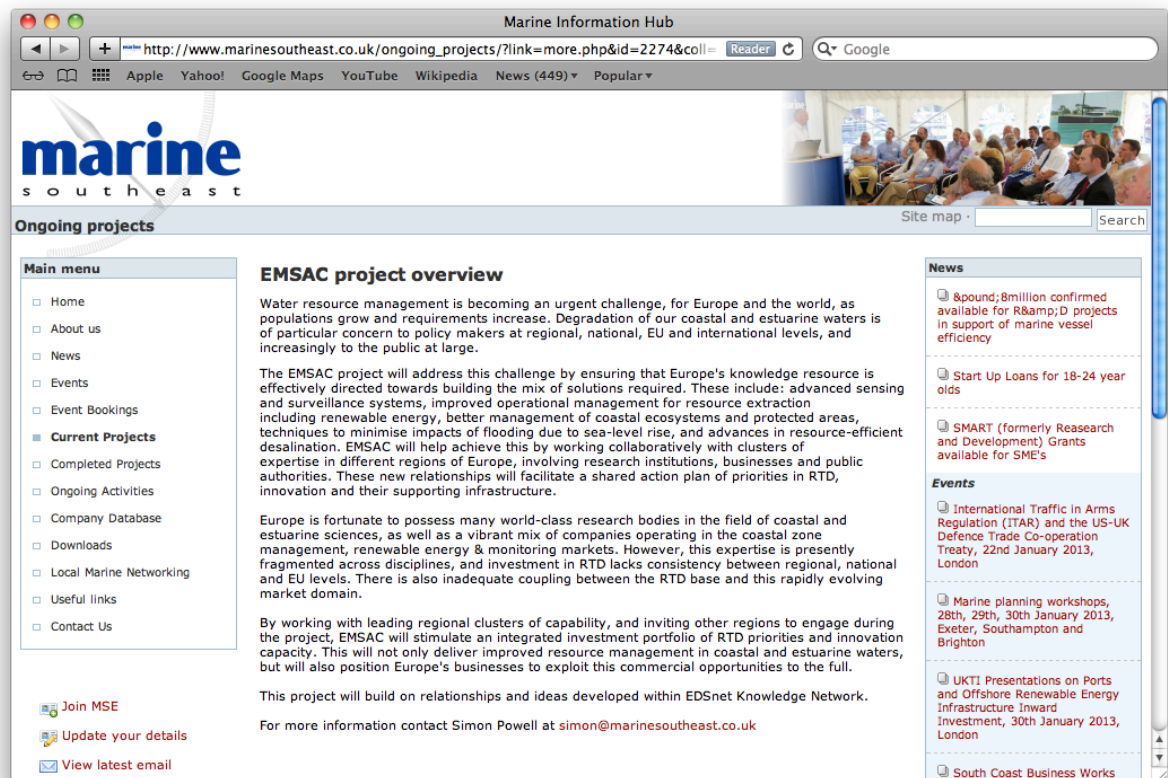 Marine Information Hub
http://www.marinesoutheast.co.uk/ongoing_projects/?link=more.php&id=2274&coll=
Reader
Google
Apple Yahoo! Google Maps YouTube Wikipedia News (449) Popular
marine
southeast
Site map ·
Search
Ongoing projects
Main menu
Home
About us
News
Events
Event Bookings
Current Projects
Completed Projects
Ongoing Activities
Company Database
Downloads
Local Marine Networking
Useful links
Contact Us
Join MSE
Update your details
View latest email
EMSAC project overview
Water resource management is becoming an urgent challenge, for Europe and the world, as
populations grow and requirements increase. Degradation of our coastal and estuarine waters is
of particular concern to policy makers at regional, national, EU and international levels, and
increasingly to the public at large.
The EMSAC project will address this challenge by ensuring that Europe's knowledge resource is
effectively directed towards building the mix of solutions required. These include: advanced sensing
and surveillance systems, improved operational management for resource extraction
including renewable energy, better management of coastal ecosystems and protected areas,
techniques to minimise impacts of flooding due to sea-level rise, and advances in resource-efficient
desalination. EMSAC will help achieve this by working collaboratively with clusters of
expertise in different regions of Europe, involving research institutions, businesses and public
authorities. These new relationships will facilitate a shared action plan of priorities in RTD,
innovation and their supporting infrastructure.
Europe is fortunate to possess many world-class research bodies in the field of coastal and
estuarine sciences, as well as a vibrant mix of companies operating in the coastal zone
management, renewable energy & monitoring markets. However, this expertise is presently
fragmented across disciplines, and investment in RTD lacks consistency between regional, national
and EU levels. There is also inadequate coupling between the RTD base and this rapidly evolving
market domain.
By working with leading regional clusters of capability, and inviting other regions to engage during
the project, EMSAC will stimulate an integrated investment portfolio of RTD priorities and innovation
capacity. This will not only deliver improved resource management in coastal and estuarine waters,
but will also position Europe's businesses to exploit this commercial opportunities to the full.
This project will build on relationships and ideas developed within EDSnet Knowledge Network.
For more information contact Simon Powell at simon@marinesoutheast.co.uk
News
&pound;8million confirmed
available for R&amp;D projects
in support of marine vessel
efficiency
Start Up Loans for 18-24 year
olds
SMART (formerly Reasearch
and Development) Grants
available for SME's
Events
International Traffic in Arms
Regulation (ITAR) and the US-UK
Defence Trade Co-operation
Treaty, 22nd January 2013,
London
Marine planning workshops,
28th, 29th, 30th January 2013,
Exeter, Southampton and
Brighton
UKTI Presentations on Ports
and Offshore Renewable Energy
Infrastructure Inward
Investment, 30th January 2013,
London
South Coast Business Works